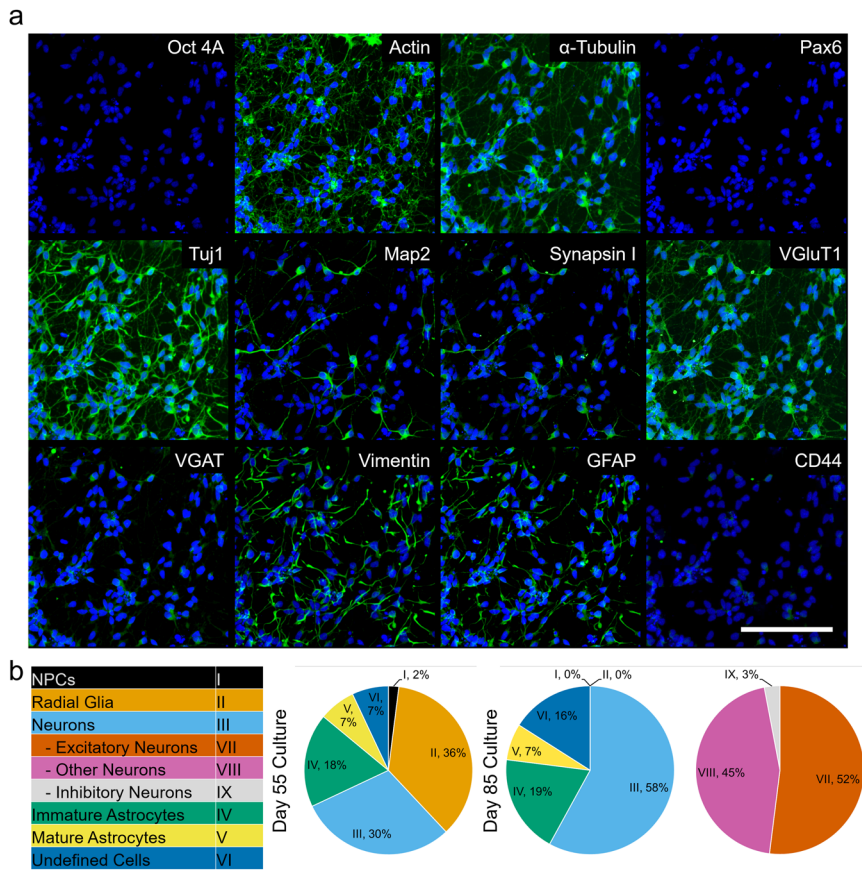 a
Oct 4A
Actin
α-Tubulin
Pax6
Tuj1
Map2
Synapsin I
VGluT1
VGAT
Vimentin
GFAP
CD44
b
NPCs I
Radial Glia II
Neurons III
- Excitatory Neurons VII
- Other Neurons VIII
- Inhibitory Neurons IX
Immature Astrocytes IV
Mature Astrocytes V
Undefined Cells VI
Day 55 Culture
I, 2%
II, 36%
III, 30%
IV, 18%
V,
7%
VI,
7%
Day 85 Culture
I, 0%
II, 0%
III, 58%
IV, 19%
V, 7%
VI, 16%
IX, 3%
VII, 52%
VIII, 45%